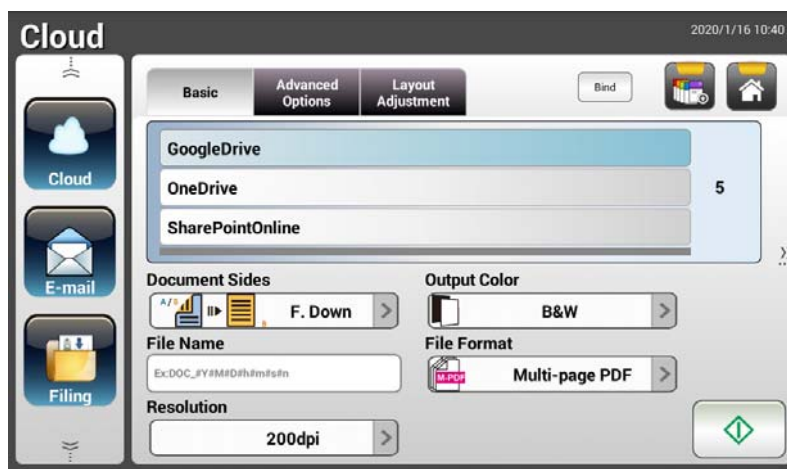 Cloud
2020/1/16 10:40
Basic
Advanced Options
Layout Adjustment
Bind
Cloud
E-mail
Filing
GoogleDrive
OneDrive
SharePointOnline
5
Document Sides
A/B
F. Down
Output Color
B&W
File Name
Ex:DOC_#Y#M#D#h#m#s#n
File Format
M-PDF
Multi-page PDF
Resolution
200dpi